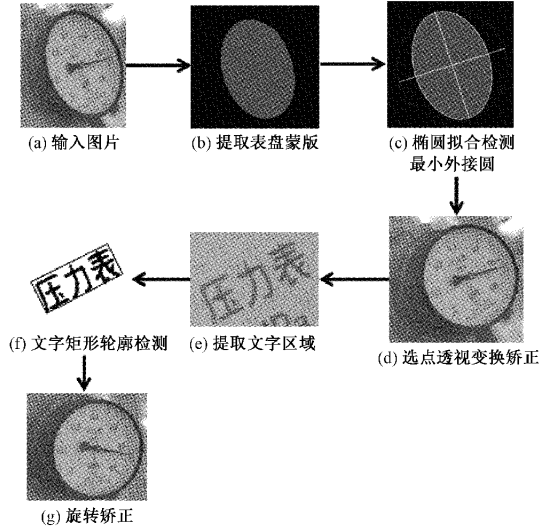 (a) 输入图片
(b) 提取表盘蒙版
(c) 椭圆拟合检测
最小外接圆
(d) 选点透视变换矫正
压力表
(e) 提取文字区域
压力表
(f) 文字矩形轮廓检测
(g) 旋转矫正